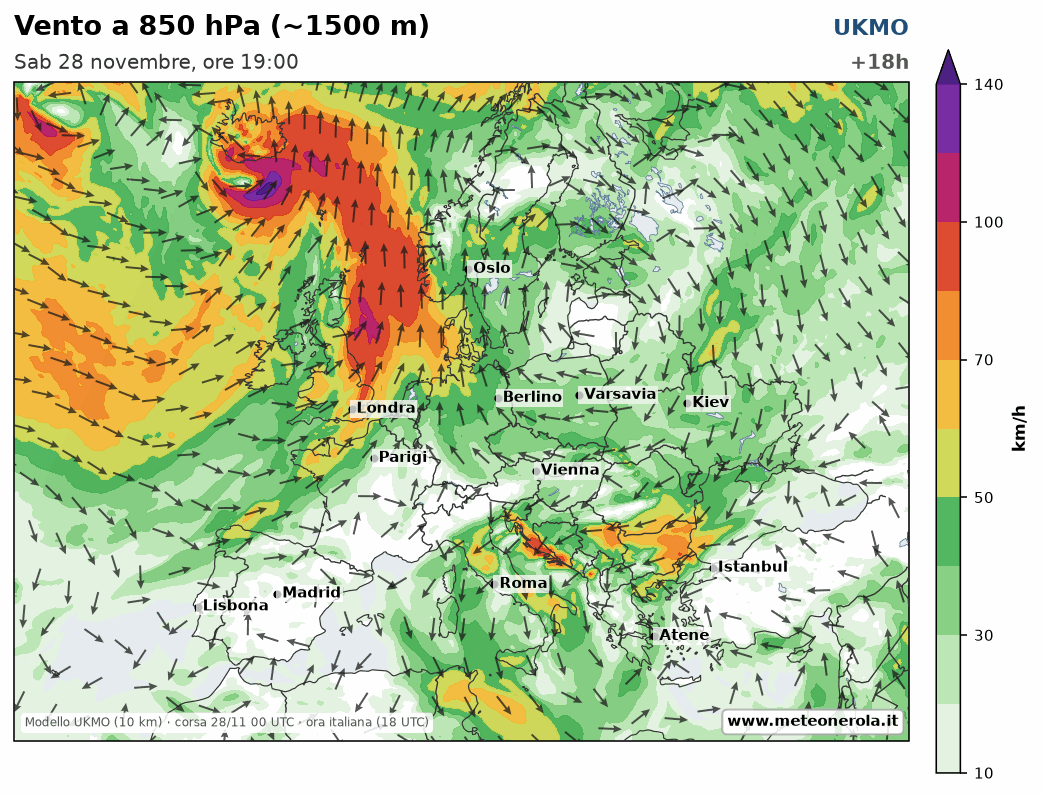 Vento a 850 hPa (~1500 m)
UKMO
Sab 28 novembre, ore 19:00
+18h
140
100
70
50
30
10
km/h
Oslo
Londra
Berlino
Varsavia
Kiev
Parigi
Vienna
Istanbul
Roma
Madrid
Lisbona
Atene
Modello UKMO (10 km) · corsa 28/11 00 UTC · ora italiana (18 UTC)
www.meteonerola.it